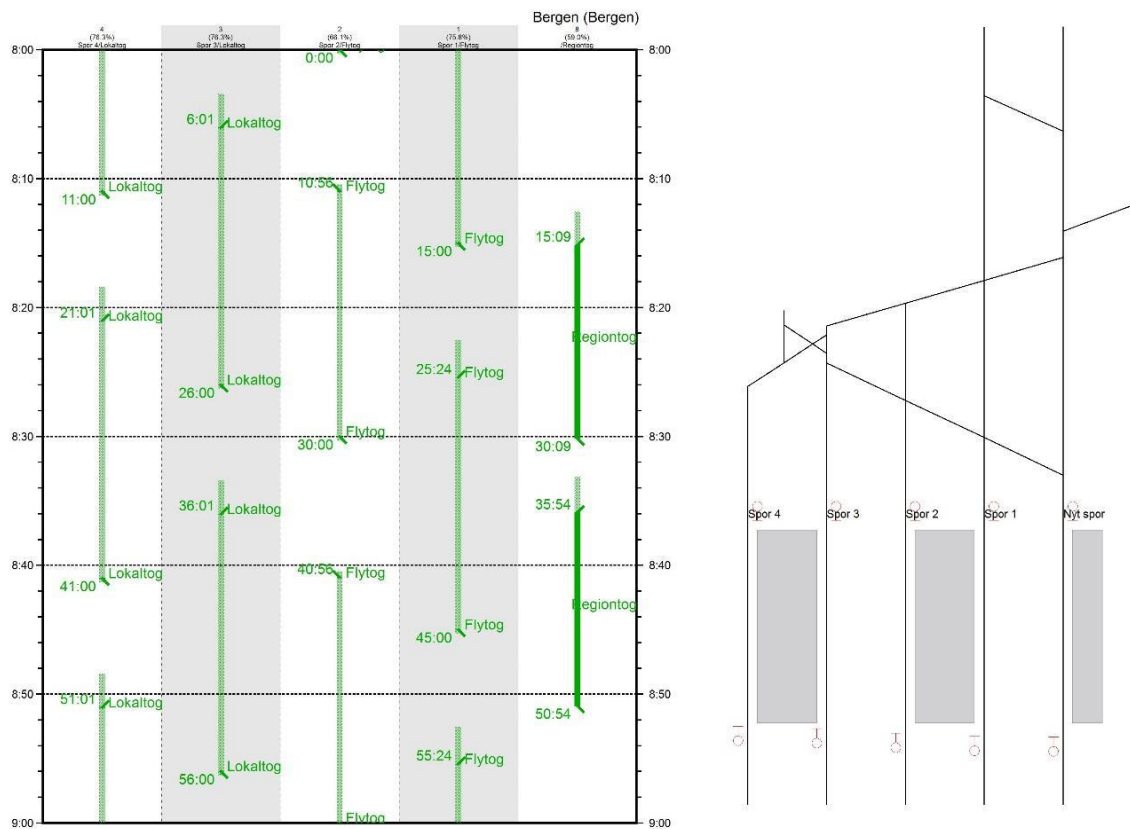 Bergen (Bergen)
4 3 2 1 8
(76.3%) (76.3%) (66.1%) (75.8%) (59.0%)
Spor 4/Lokaltog Spor 3/Lokaltog Spor 2/Flytog Spor 1/Flytog /Regiontog
8:00 0:00 8:00
6:01 Lokaltog
8:10 10:56 Flytog 8:10
11:00 Lokaltog
15:00 Flytog 15:09
8:20 21:01 Lokaltog 8:20
Regiontog
25:24 Flytog
26:00 Lokaltog
8:30 30:00 Flytog 30:09 8:30
36:01 Lokaltog 35:54
8:40 40:56 Flytog 8:40
41:00 Lokaltog
Regiontog
45:00 Flytog
8:50 51:01 Lokaltog 50:54 8:50
55:24 Flytog
56:00 Lokaltog
9:00 Flytog 9:00
Spor 4 Spor 3 Spor 2 Spor 1 Nyt spor